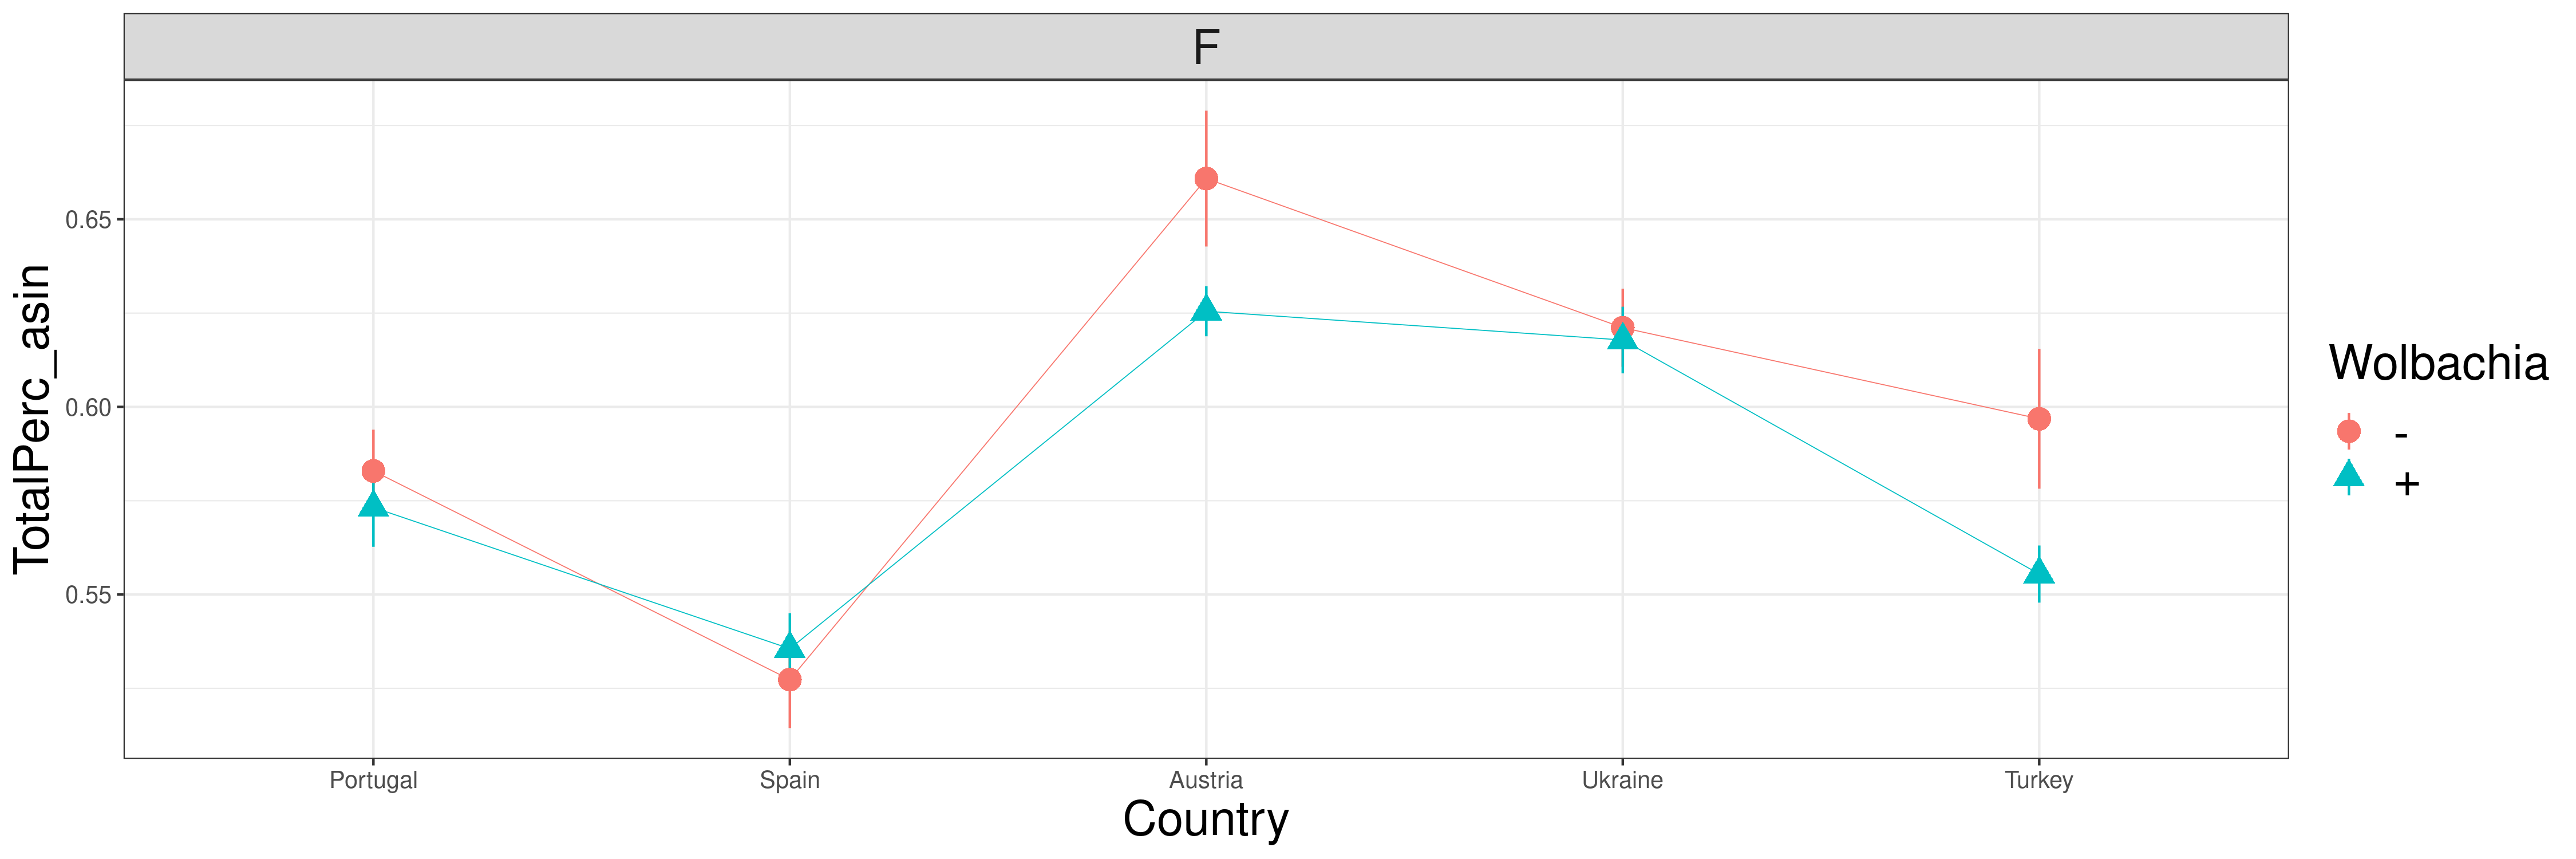 F
TotalPerc_asin
0.65
0.60
0.55
Portugal Spain Austria Ukraine Turkey
Country
Wolbachia
-
+